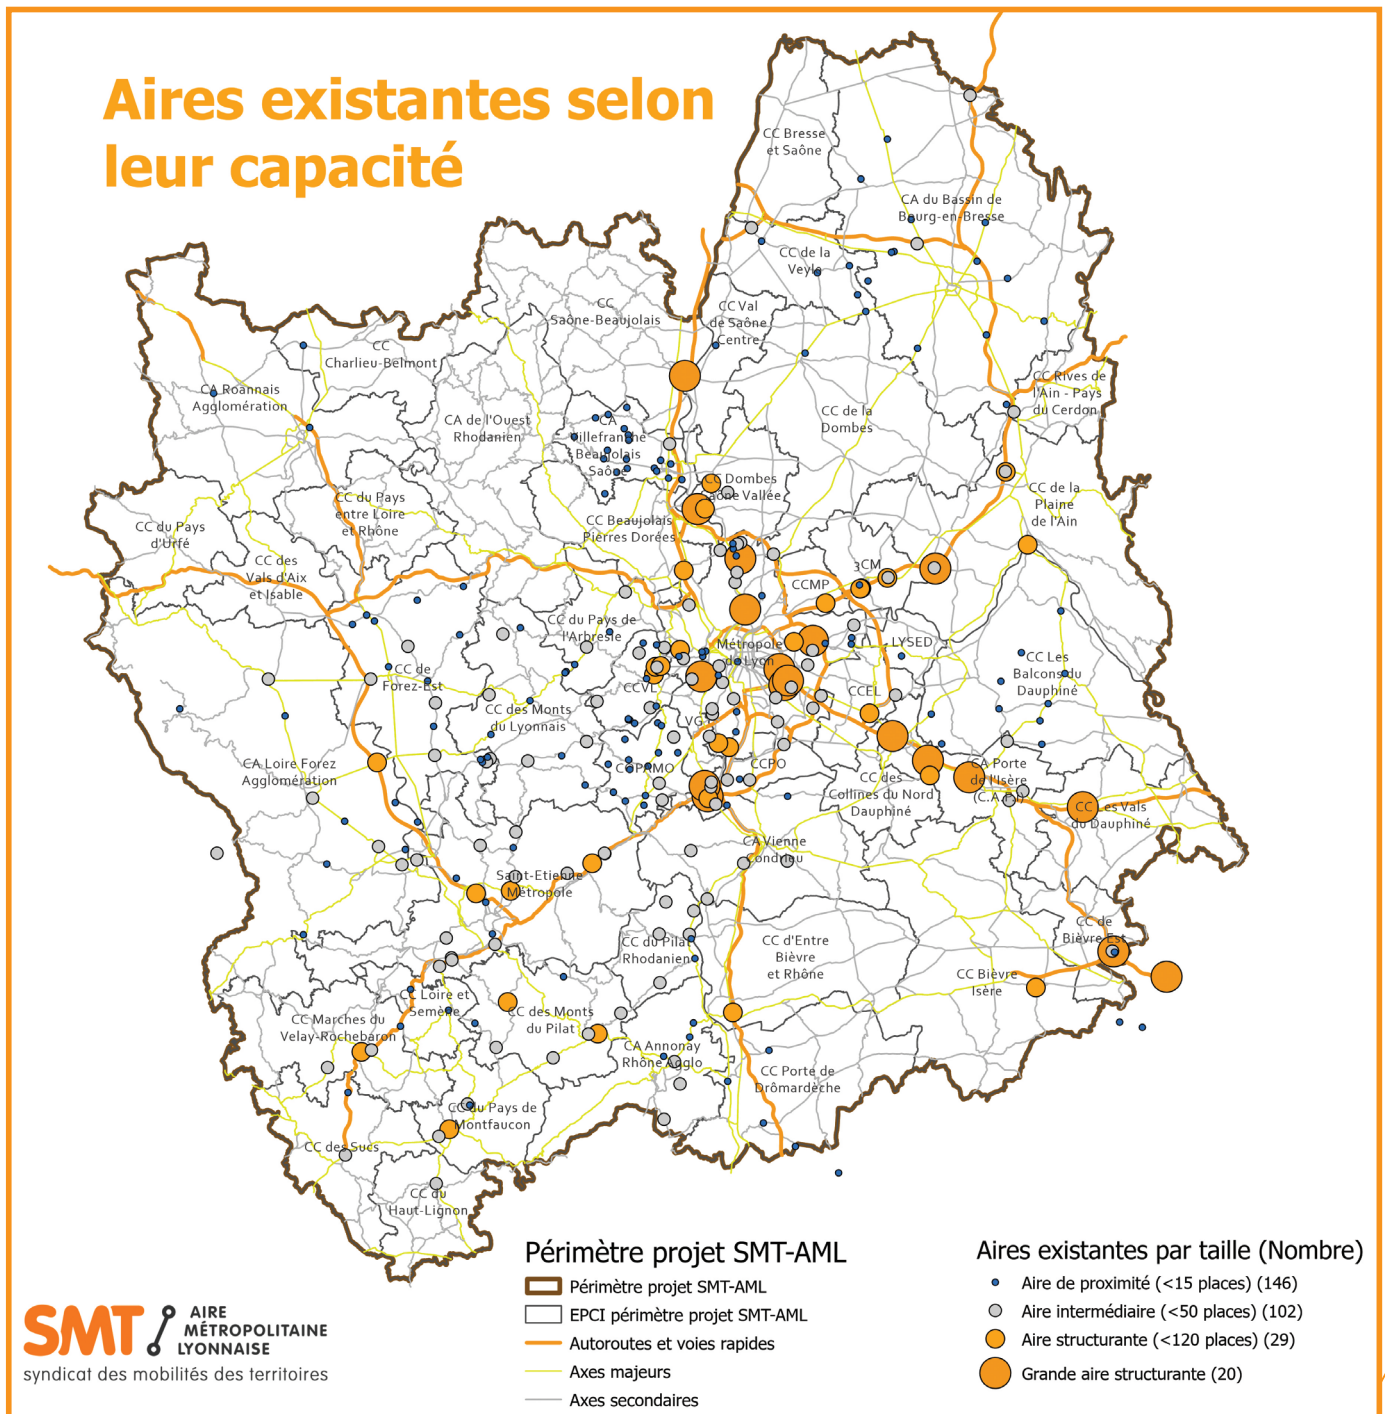 Aires existantes selon
leur capacité
CC Bresse
et Saône
CA du Bassin de
Bourg-en-Bresse
CC de la
Veyle
CC
Saône-Beaujolais
CC Val
de Saône
Centre
CC
Charlieu-Belmont
CA Roannais
Agglomération
CC Rives de
l'Ain - Pays
du Cerdon
CA de l'Ouest
Rhodanien
CA
Villefranche
Beaujolais
Saône
CC de la
Dombes
CC Dombes
Saône Vallée
CC du Pays
entre Loire
et Rhône
CC de la
Plaine
de l'Ain
CC du Pays
d'Urfé
CC Beaujolais
Pierres Dorées
CC des
Vals d'Aix
et Isable
3CM
CCMP
CC du Pays de
l'Arbresle
Métropole
de Lyon
LYSED
CC de
Forez-Est
CC Les
Balcons du
Dauphiné
CCVL
CCEL
CC des Monts
du Lyonnais
VG
CA Loire Forez
Agglomération
COPAMO
CCPO
CC des
Collines du Nord
Dauphiné
CA Porte
de l'Isère
(C.A.P.I)
CC Les Vals
du Dauphiné
CA Vienne
Condrieu
Saint-Etienne
Métropole
CC du Pilat
Rhodanien
CC d'Entre
Bièvre
et Rhône
CC de
Bièvre Est
CC Bièvre
Isère
CC Loire et
Semène
CC Marches du
Velay-Rochebaron
CC des Monts
du Pilat
CA Annonay
Rhône Agglo
CC Porte de
Drômardèche
CC du Pays de
Montfaucon
CC des Sucs
CC du
Haut-Lignon
Périmètre projet SMT-AML
Périmètre projet SMT-AML
EPCI périmètre projet SMT-AML
Autoroutes et voies rapides
Axes majeurs
Axes secondaires
Aires existantes par taille (Nombre)
Aire de proximité (<15 places) (146)
Aire intermédiaire (<50 places) (102)
Aire structurante (<120 places) (29)
Grande aire structurante (20)
SMT
AIRE
MÉTROPOLITAINE
LYONNAISE
syndicat des mobilités des territoires